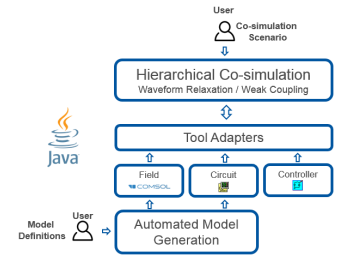 User
Co-simulation
Scenario
Hierarchical Co-simulation
Waveform Relaxation / Weak Coupling
Java
Tool Adapters
Field
COMSOL
Circuit
Controller
Model
Definitions
User
Automated Model
Generation